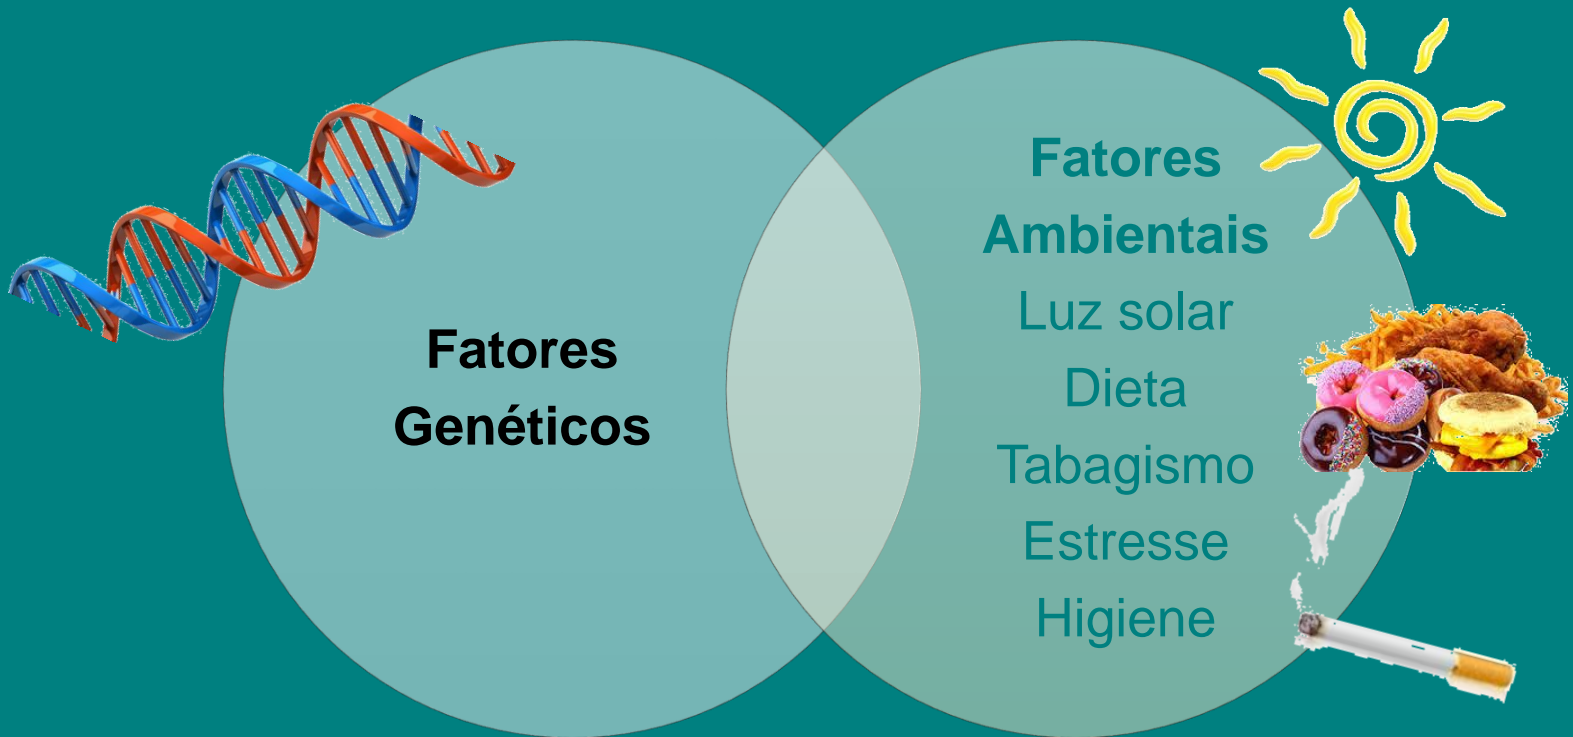 Fatores
Genéticos
Fatores
Ambientais
Luz solar
Dieta
Tabagismo
Estresse
Higiene